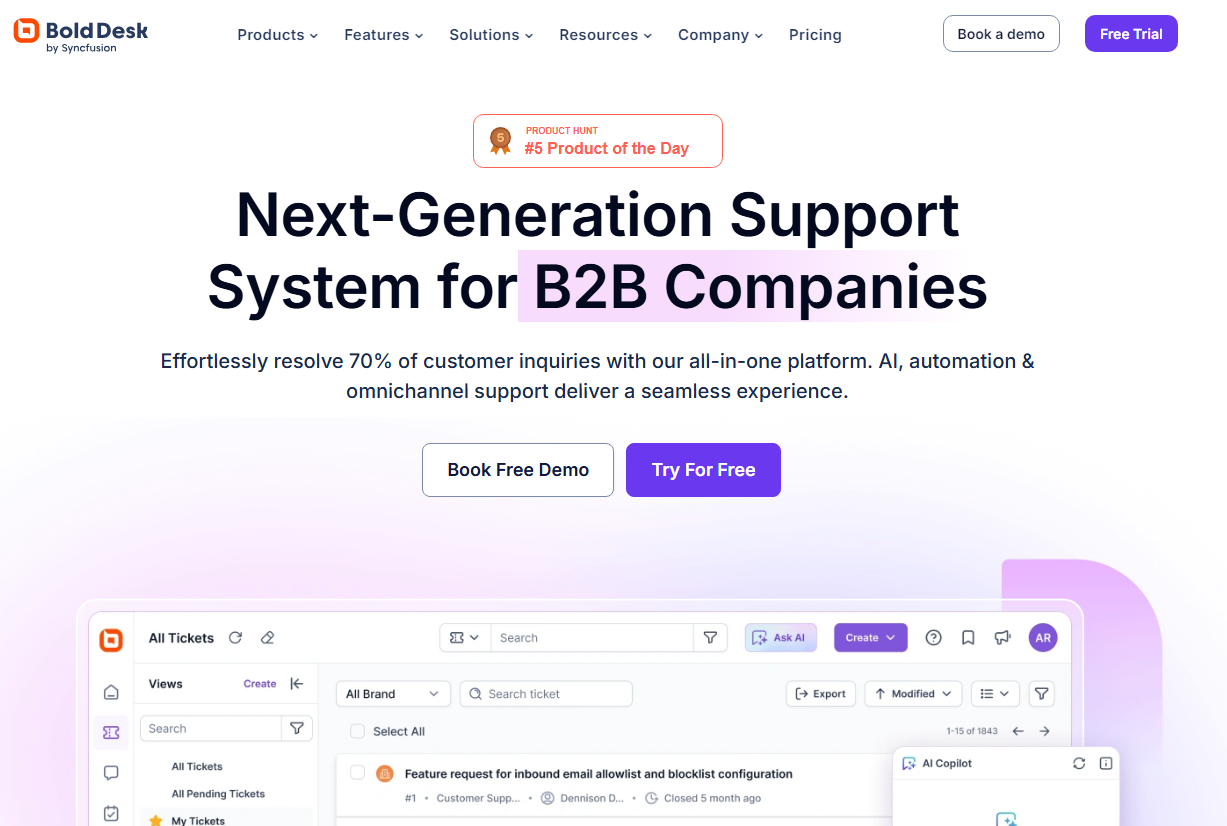 BoldDesk
by Syncfusion
Products
Features
Solutions
Resources
Company
Pricing
Book a demo
Free Trial
5
PRODUCT HUNT
#5 Product of the Day
Next-Generation Support
System for B2B Companies
Effortlessly resolve 70% of customer inquiries with our all-in-one platform. AI, automation &
omnichannel support deliver a seamless experience.
Book Free Demo
Try For Free
All Tickets
Search
Ask AI
Create
AR
Views
Create
All Brand
Search ticket
Export
Modified
Search
Select All
1-15 of 1843
AI Copilot
All Tickets
Feature request for inbound email allowlist and blocklist configuration
All Pending Tickets
#1 • Customer Supp... • Dennison D... • Closed 5 month ago
My Tickets